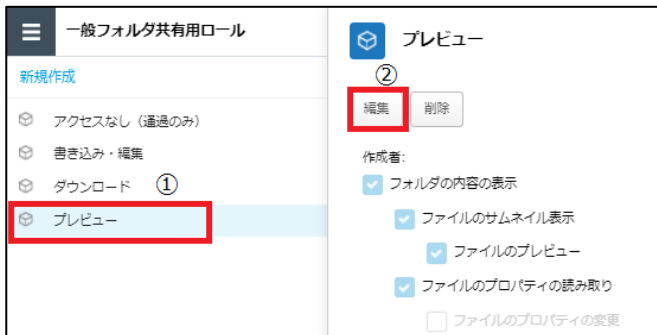 一般フォルダ共有用ロール
新規作成
アクセスなし（通過のみ）
書き込み・編集
ダウンロード ①
プレビュー
プレビュー
②
編集 削除
作成者:
フォルダの内容の表示
ファイルのサムネイル表示
ファイルのプレビュー
ファイルのプロパティの読み取り
ファイルのプロパティの変更